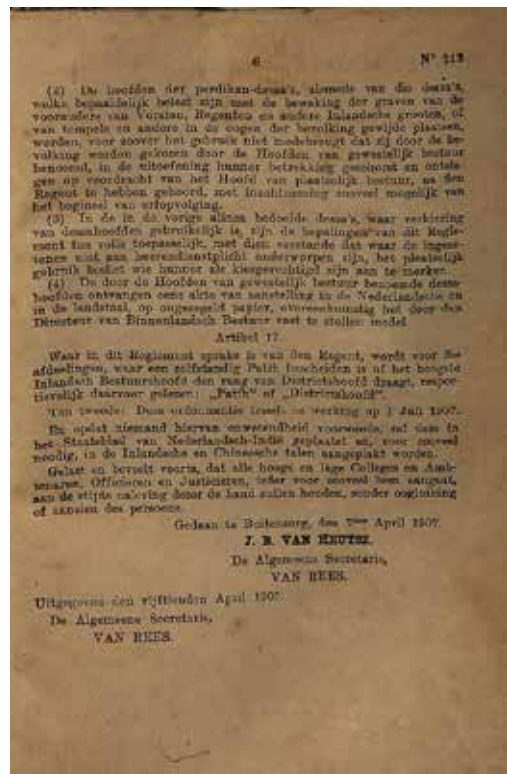 6 N° 212
(2) De hoofden der perdikan-dessa's, alsmede van die dessa's,
welke bepaaldelijk belast zijn met de bewaking der graven van de
voorouders van Vorsten, Regenten en andere Inlandsche grooten, of
van tempels en andere in de oogen der bevolking gewijde plaatsen,
worden, voor zoover het gebruik niet medebrengt dat zij door de be-
volking worden gekozen door de Hoofden van gewestelijk bestuur
benoemd, in de uitoefening hunner betrekking geschorst en ontsla-
gen op voordracht van het Hoofd van plaatselijk bestuur, na den
Regent te hebben gehoord, met inachtneming zooveel mogelijk van
het beginsel van erfopvolging.
(3) In de in de vorige alinea bedoelde dessa's, waar verkiezing
van dessahoofden gebruikelijk is, zijn de bepalingen van dit Regle-
ment ten volle toepasselijk, met dien verstande dat waar de ingeze-
tenen niet aan heerendienstplicht onderworpen zijn, het plaatselijk
gebruik beslist wie hunner als kiesgerechtigd zijn aan te merken.
(4) De door de Hoofden van gewestelijk bestuur benoemde dessa-
hoofden ontvangen eene akte van aanstelling in de Nederlandsche en
in de landstaal, op ongezegeld papier, overeenkomstig het door den
Directeur van Binnenlandsch Bestuur vast te stellen model.
Artikel 17.
Waar in dit Reglement sprake is van den Regent, wordt voor de
afdeelingen, waar een zelfstandig Patih bescheiden is of het hoogste
Inlandsch Bestuurshoofd den rang van Districtshoofd draagt, respec-
tievelijk daarvoor gelezen: „Patih" of „Districtshoofd".
Ten tweede: Deze ordonnantie treedt in werking op 1 Juli 1907.
En opdat niemand hiervan onwetendheid voorwende, zal deze in
het Staatsblad van Nederlandsch-Indië geplaatst en, voor zooveel
noodig, in de Inlandsche en Chineesche talen aangeplakt worden.
Gelast en beveelt voorts, dat alle hooge en lage Colleges en Amb-
tenaren, Officieren en Justicieren, ieder voor zooveel hem aangaat,
aan de stipte naleving dezer de hand zullen houden, zonder oogluiking
of aanzien des persoons.
Gedaan te Buitenzorg, den April 1907.
J. B. VAN HEUTSZ.
De Algemeene Secretaris,
VAN REES.
Uitgegeven den vijftienden April 1907.
De Algemeene Secretaris,
VAN REES.